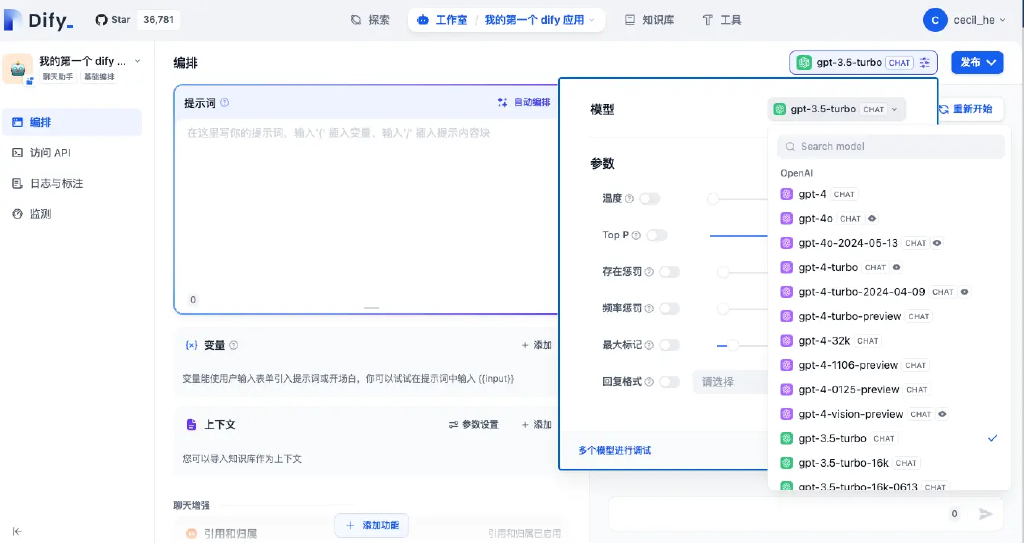 Dify_
Star 36,781
探索
工作室 / 我的第一个 dify 应用
知识库
工具
C cecil_he
我的第一个 dify ...
聊天助手 基础编排
编排
访问 API
日志与标注
监测
编排
gpt-3.5-turbo CHAT
发布
提示词
自动编排
在这里写你的提示词，输入'{' 插入变量、输入'/' 插入提示内容块
0
变量
+ 添加
变量能使用户输入表单引入提示词或开场白，你可以试试在提示词中输入 {{input}}
上下文
参数设置
+ 添加
您可以导入知识库作为上下文
聊天增强
引用和归属
+ 添加功能
引用和归属已启用
模型
gpt-3.5-turbo CHAT
重新开始
参数
温度
Top P
存在惩罚
频率惩罚
最大标记
回复格式
请选择
多个模型进行调试
Search model
OpenAI
gpt-4 CHAT
gpt-4o CHAT
gpt-4o-2024-05-13 CHAT
gpt-4-turbo CHAT
gpt-4-turbo-2024-04-09 CHAT
gpt-4-turbo-preview CHAT
gpt-4-32k CHAT
gpt-4-1106-preview CHAT
gpt-4-0125-preview CHAT
gpt-4-vision-preview CHAT
gpt-3.5-turbo CHAT
gpt-3.5-turbo-16k CHAT
gpt-3.5-turbo-16k-0613 CHAT
0